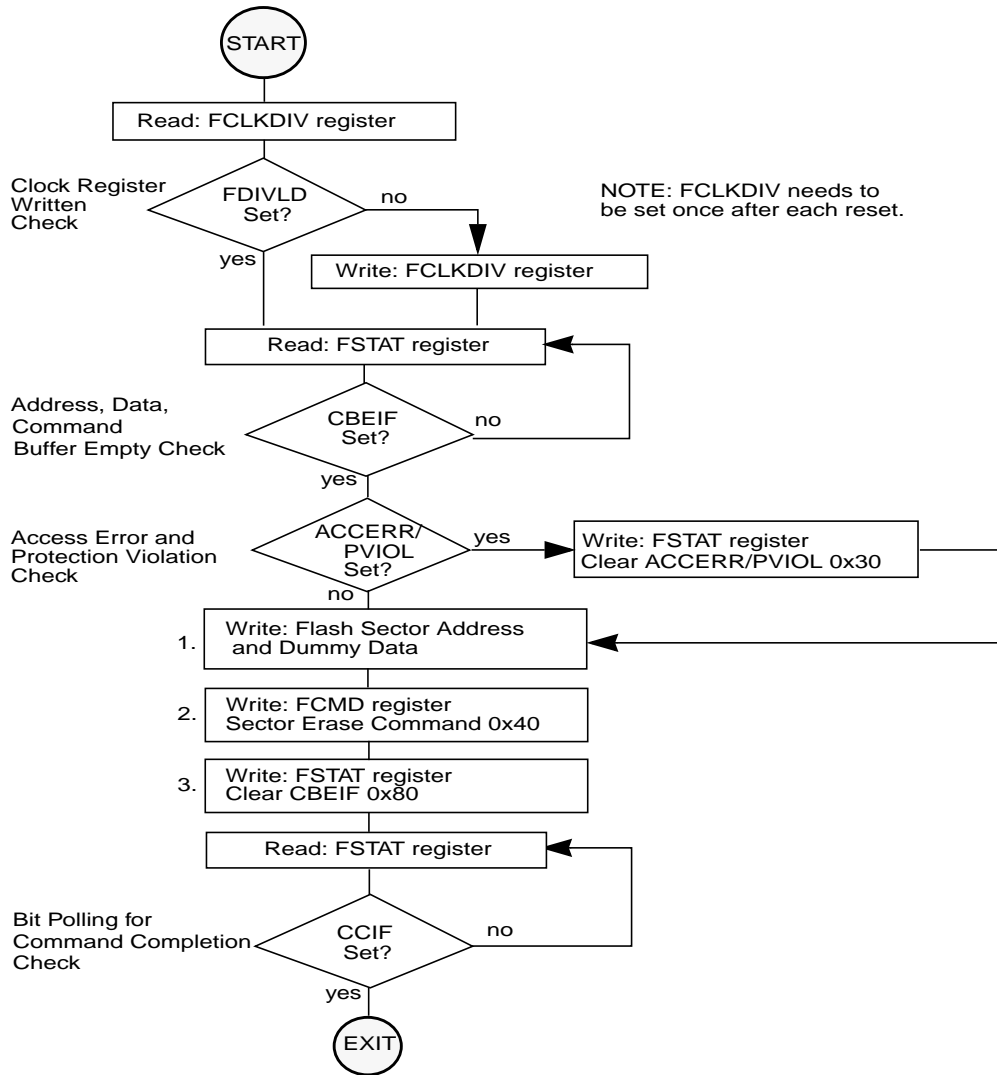 START
Read: FCLKDIV register
Clock Register
Written
Check
FDIVLD
Set?
no
yes
NOTE: FCLKDIV needs to
be set once after each reset.
Write: FCLKDIV register
Read: FSTAT register
Address, Data,
Command
Buffer Empty Check
CBEIF
Set?
no
yes
Access Error and
Protection Violation
Check
ACCERR/
PVIOL
Set?
yes
no
Write: FSTAT register
Clear ACCERR/PVIOL 0x30
1.
Write: Flash Sector Address
and Dummy Data
2.
Write: FCMD register
Sector Erase Command 0x40
3.
Write: FSTAT register
Clear CBEIF 0x80
Read: FSTAT register
Bit Polling for
Command Completion
Check
CCIF
Set?
no
yes
EXIT